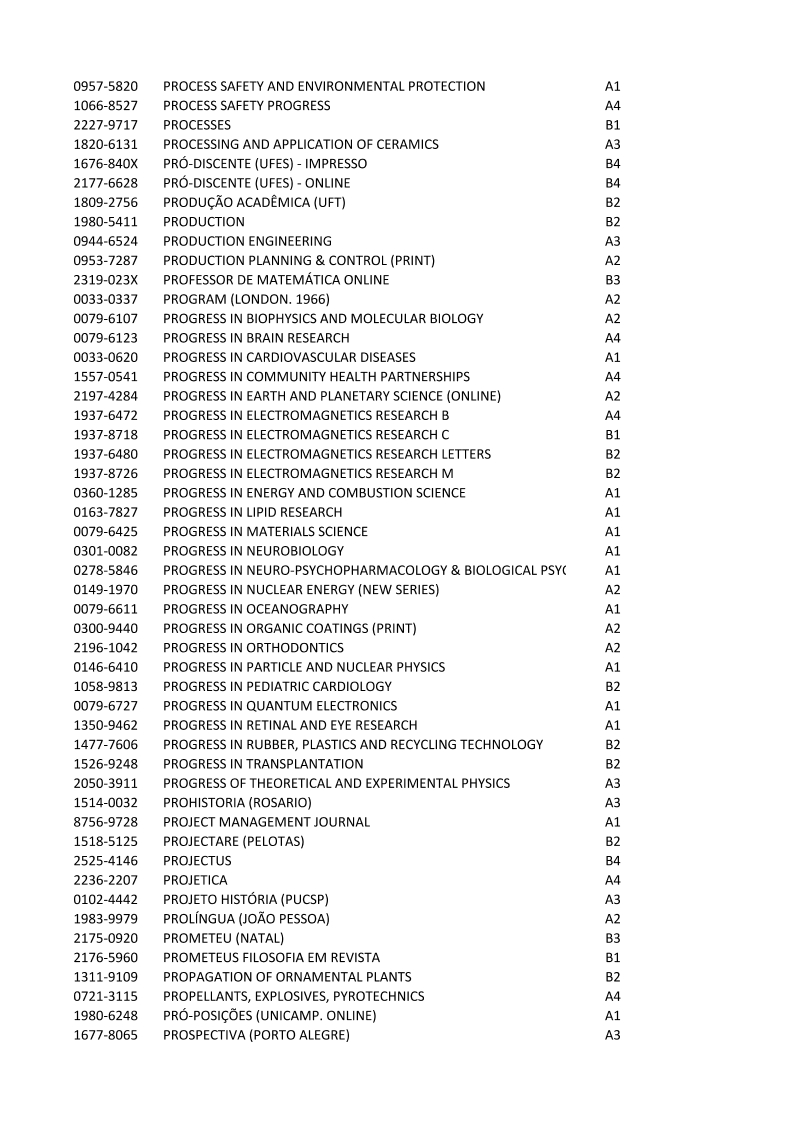 0957-5820 PROCESS SAFETY AND ENVIRONMENTAL PROTECTION A1
1066-8527 PROCESS SAFETY PROGRESS A4
2227-9717 PROCESSES B1
1820-6131 PROCESSING AND APPLICATION OF CERAMICS A3
1676-840X PRÓ-DISCENTE (UFES) - IMPRESSO B4
2177-6628 PRÓ-DISCENTE (UFES) - ONLINE B4
1809-2756 PRODUÇÃO ACADÊMICA (UFT) B2
1980-5411 PRODUCTION B2
0944-6524 PRODUCTION ENGINEERING A3
0953-7287 PRODUCTION PLANNING & CONTROL (PRINT) A2
2319-023X PROFESSOR DE MATEMÁTICA ONLINE B3
0033-0337 PROGRAM (LONDON. 1966) A2
0079-6107 PROGRESS IN BIOPHYSICS AND MOLECULAR BIOLOGY A2
0079-6123 PROGRESS IN BRAIN RESEARCH A4
0033-0620 PROGRESS IN CARDIOVASCULAR DISEASES A1
1557-0541 PROGRESS IN COMMUNITY HEALTH PARTNERSHIPS A4
2197-4284 PROGRESS IN EARTH AND PLANETARY SCIENCE (ONLINE) A2
1937-6472 PROGRESS IN ELECTROMAGNETICS RESEARCH B A4
1937-8718 PROGRESS IN ELECTROMAGNETICS RESEARCH C B1
1937-6480 PROGRESS IN ELECTROMAGNETICS RESEARCH LETTERS B2
1937-8726 PROGRESS IN ELECTROMAGNETICS RESEARCH M B2
0360-1285 PROGRESS IN ENERGY AND COMBUSTION SCIENCE A1
0163-7827 PROGRESS IN LIPID RESEARCH A1
0079-6425 PROGRESS IN MATERIALS SCIENCE A1
0301-0082 PROGRESS IN NEUROBIOLOGY A1
0278-5846 PROGRESS IN NEURO-PSYCHOPHARMACOLOGY & BIOLOGICAL PSYC A1
0149-1970 PROGRESS IN NUCLEAR ENERGY (NEW SERIES) A2
0079-6611 PROGRESS IN OCEANOGRAPHY A1
0300-9440 PROGRESS IN ORGANIC COATINGS (PRINT) A2
2196-1042 PROGRESS IN ORTHODONTICS A2
0146-6410 PROGRESS IN PARTICLE AND NUCLEAR PHYSICS A1
1058-9813 PROGRESS IN PEDIATRIC CARDIOLOGY B2
0079-6727 PROGRESS IN QUANTUM ELECTRONICS A1
1350-9462 PROGRESS IN RETINAL AND EYE RESEARCH A1
1477-7606 PROGRESS IN RUBBER, PLASTICS AND RECYCLING TECHNOLOGY B2
1526-9248 PROGRESS IN TRANSPLANTATION B2
2050-3911 PROGRESS OF THEORETICAL AND EXPERIMENTAL PHYSICS A3
1514-0032 PROHISTORIA (ROSARIO) A3
8756-9728 PROJECT MANAGEMENT JOURNAL A1
1518-5125 PROJECTARE (PELOTAS) B2
2525-4146 PROJECTUS B4
2236-2207 PROJETICA A4
0102-4442 PROJETO HISTÓRIA (PUCSP) A3
1983-9979 PROLÍNGUA (JOÃO PESSOA) A2
2175-0920 PROMETEU (NATAL) B3
2176-5960 PROMETEUS FILOSOFIA EM REVISTA B1
1311-9109 PROPAGATION OF ORNAMENTAL PLANTS B2
0721-3115 PROPELLANTS, EXPLOSIVES, PYROTECHNICS A4
1980-6248 PRÓ-POSIÇÕES (UNICAMP. ONLINE) A1
1677-8065 PROSPECTIVA (PORTO ALEGRE) A3